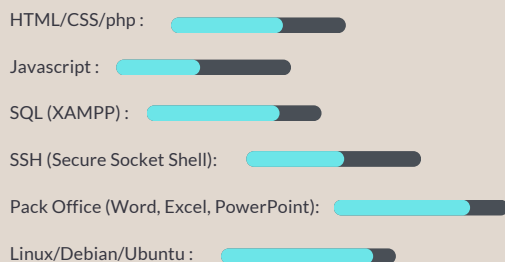 HTML/CSS/php :
Javascript :
SQL (XAMPP) :
SSH (Secure Socket Shell):
Pack Office (Word, Excel, PowerPoint):
Linux/Debian/Ubuntu :